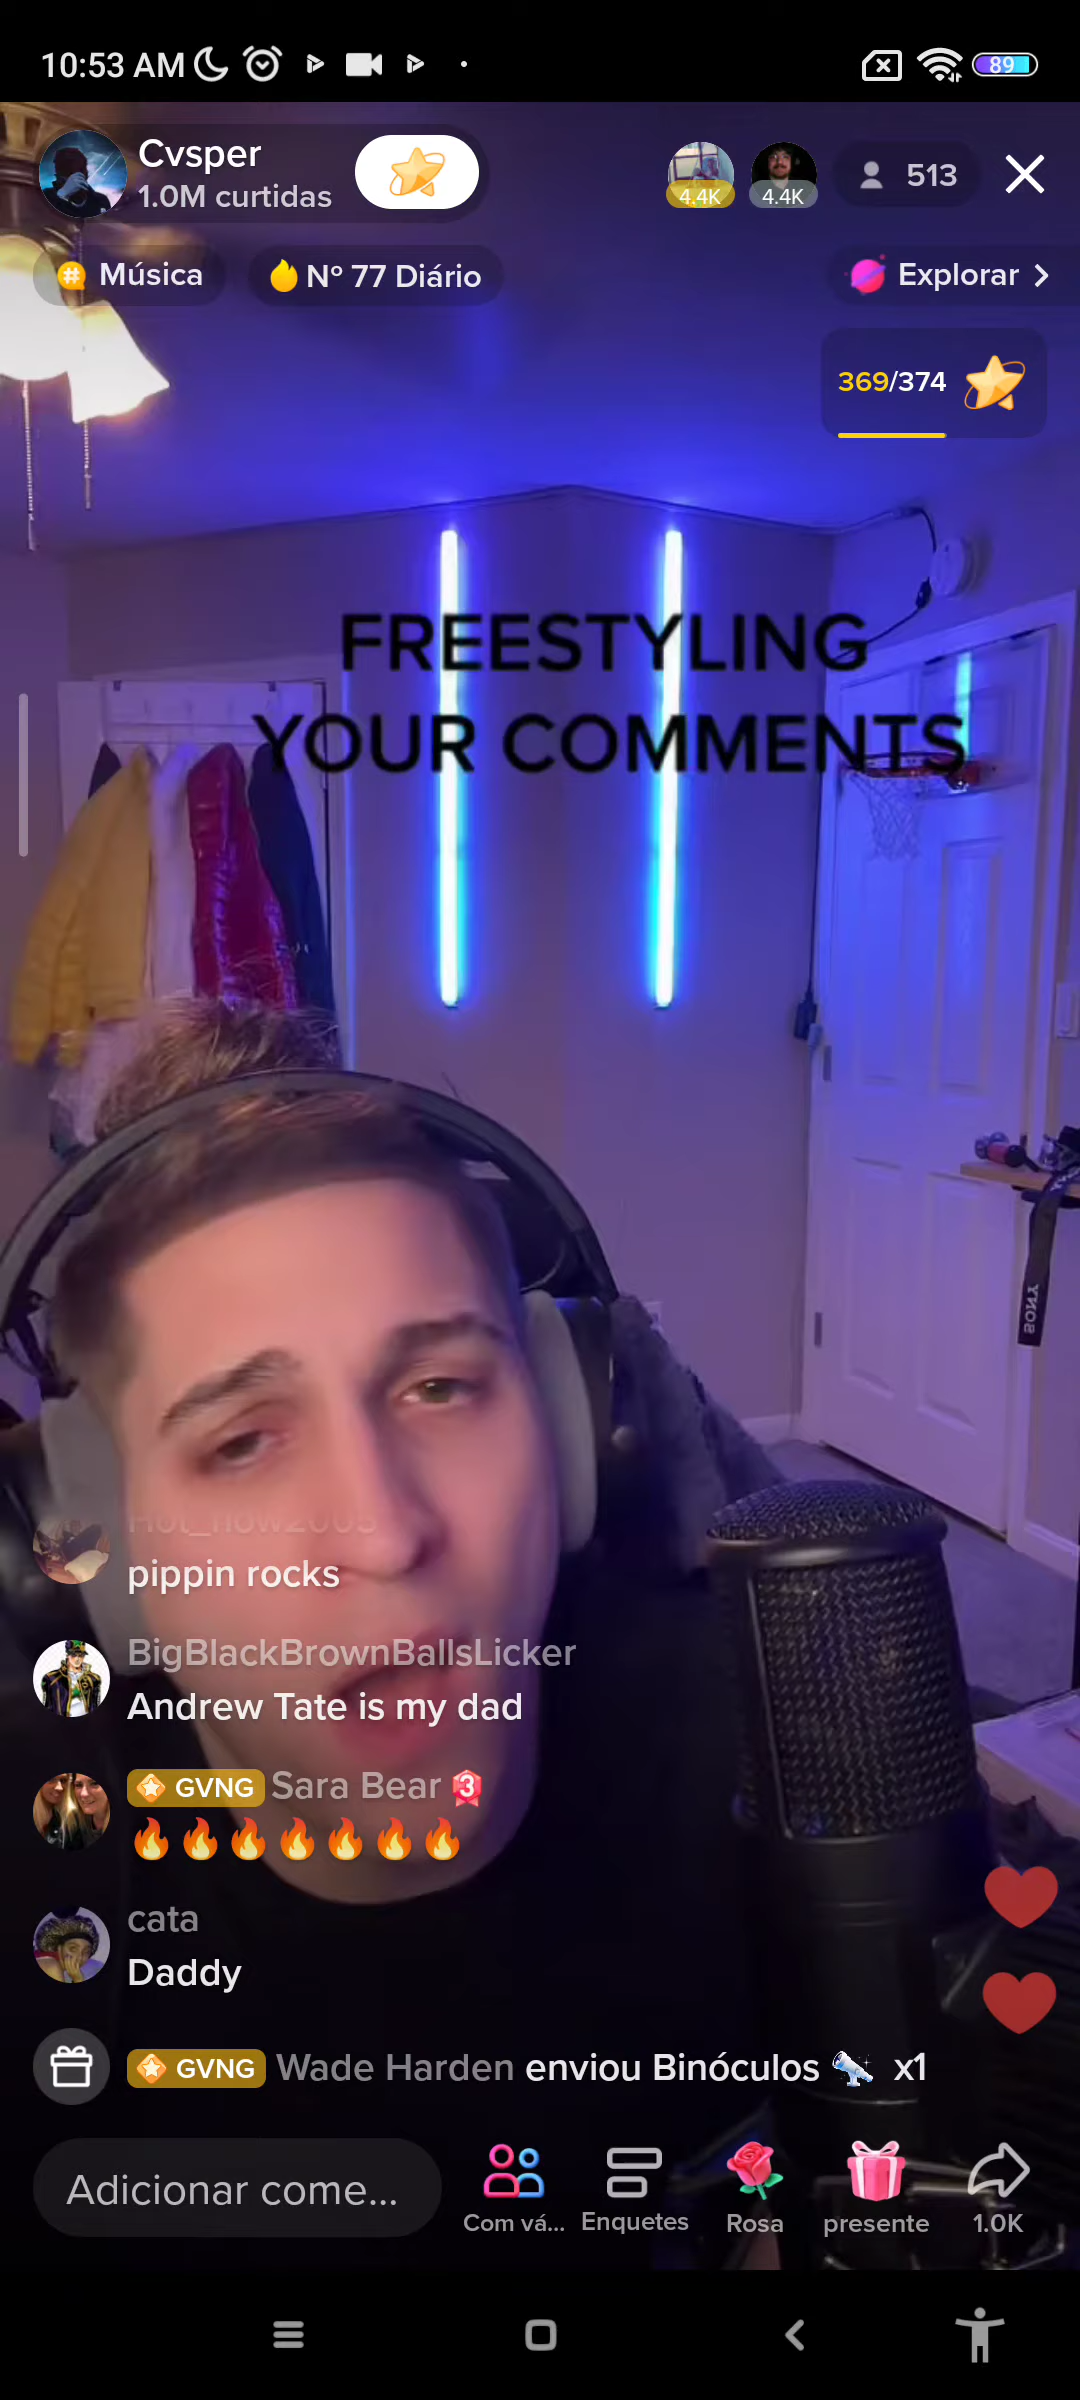 10:53 AM
89
Cvsper
1.0M curtidas
4.4K
4.4K
513
Música
Nº 77 Diário
Explorar
369/374
FREESTYLING
YOUR COMMENTS
SONY
pippin rocks
BigBlackBrownBallsLicker
Andrew Tate is my dad
GVNG Sara Bear 3
🔥🔥🔥🔥🔥🔥🔥
cata
Daddy
GVNG Wade Harden enviou Binóculos x1
Adicionar come...
Com vá...
Enquetes
Rosa
presente
1.0K